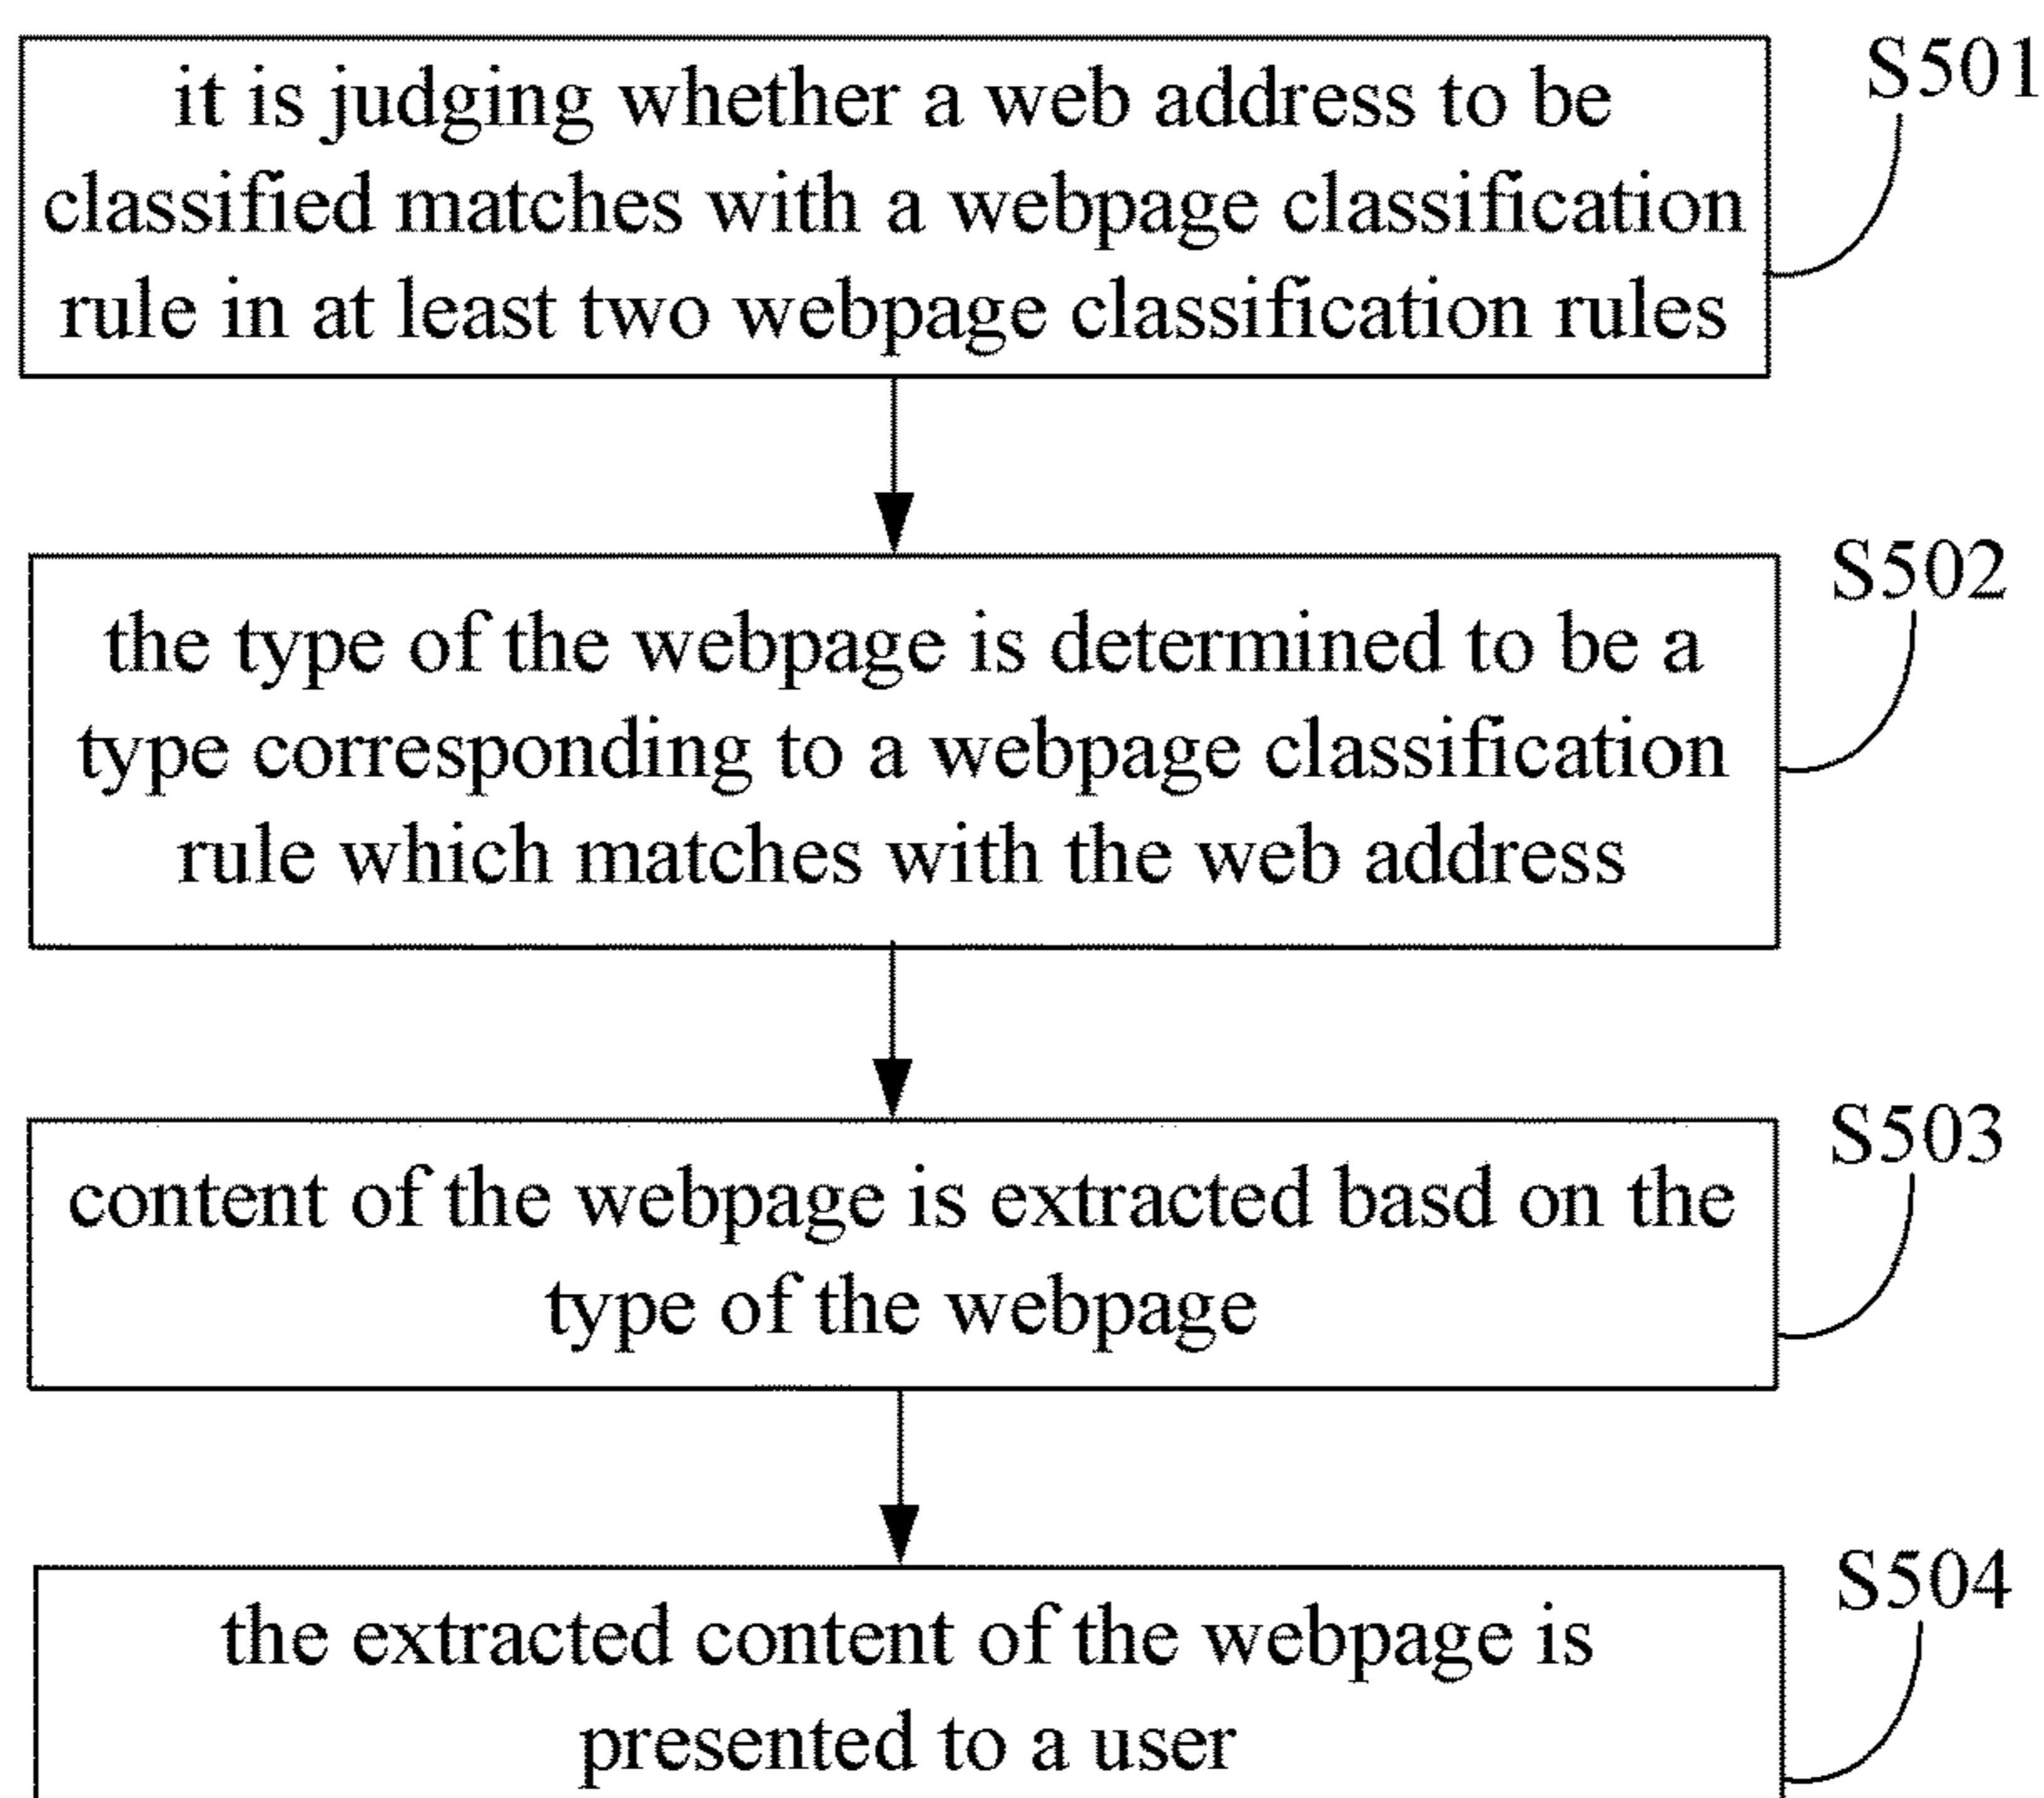 it is judging whether a web address to be
S501
classified matches with a webpage classification
rule in at least two webpage classification rules
S502
the type of the webpage is determined to be a
type corresponding to a webpage classification
rule which matches with the web address
S503
content of the webpage is extracted basd on the
type of the webpage
S504
the extracted content of the webpage is
presented to a user